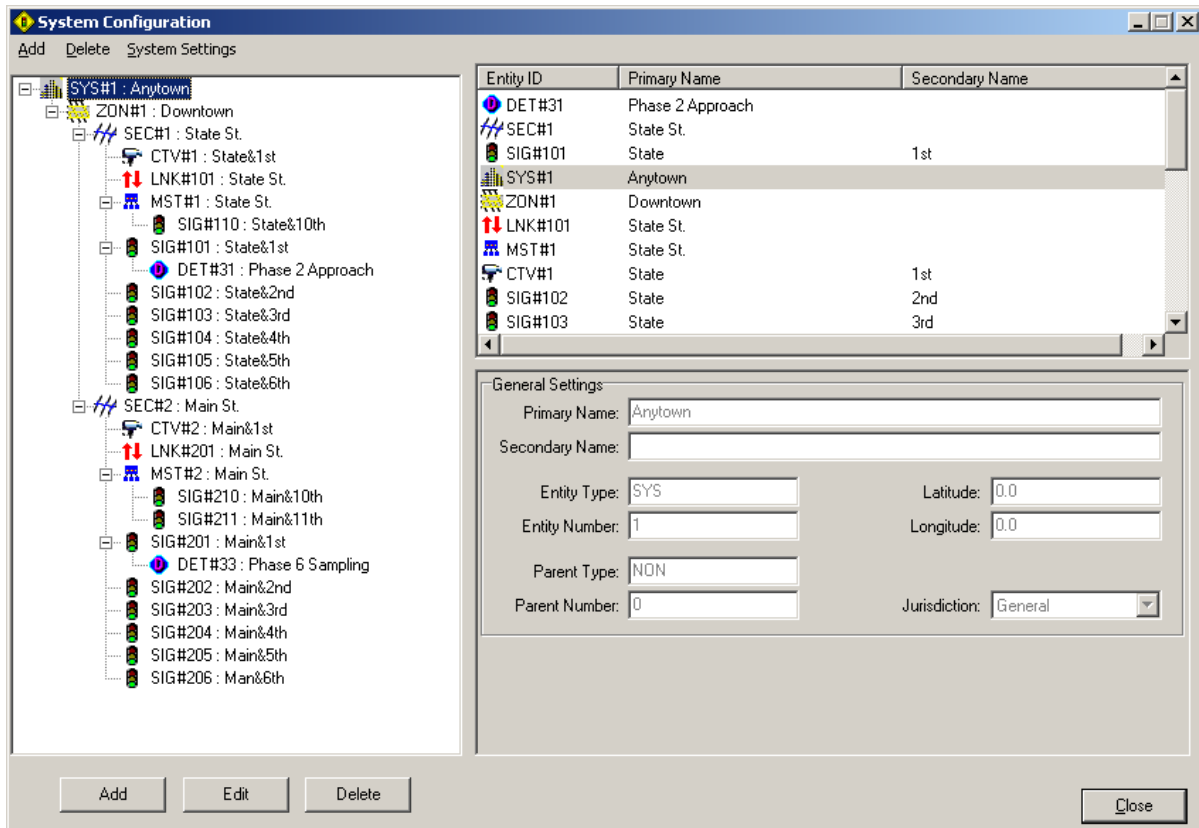 System Configuration
Add Delete System Settings
SYS#1 : Anytown
ZON#1 : Downtown
SEC#1 : State St.
CTV#1 : State&1st
LNK#101 : State St.
MST#1 : State St.
SIG#110 : State&10th
SIG#101 : State&1st
DET#31 : Phase 2 Approach
SIG#102 : State&2nd
SIG#103 : State&3rd
SIG#104 : State&4th
SIG#105 : State&5th
SIG#106 : State&6th
SEC#2 : Main St.
CTV#2 : Main&1st
LNK#201 : Main St.
MST#2 : Main St.
SIG#210 : Main&10th
SIG#211 : Main&11th
SIG#201 : Main&1st
DET#33 : Phase 6 Sampling
SIG#202 : Main&2nd
SIG#203 : Main&3rd
SIG#204 : Main&4th
SIG#205 : Main&5th
SIG#206 : Man&6th
Entity ID Primary Name Secondary Name
DET#31 Phase 2 Approach
SEC#1 State St.
SIG#101 State 1st
SYS#1 Anytown
ZON#1 Downtown
LNK#101 State St.
MST#1 State St.
CTV#1 State 1st
SIG#102 State 2nd
SIG#103 State 3rd
General Settings
Primary Name: Anytown
Secondary Name:
Entity Type: SYS Latitude: 0.0
Entity Number: 1 Longitude: 0.0
Parent Type: NON
Parent Number: 0 Jurisdiction: General
Add Edit Delete
Close